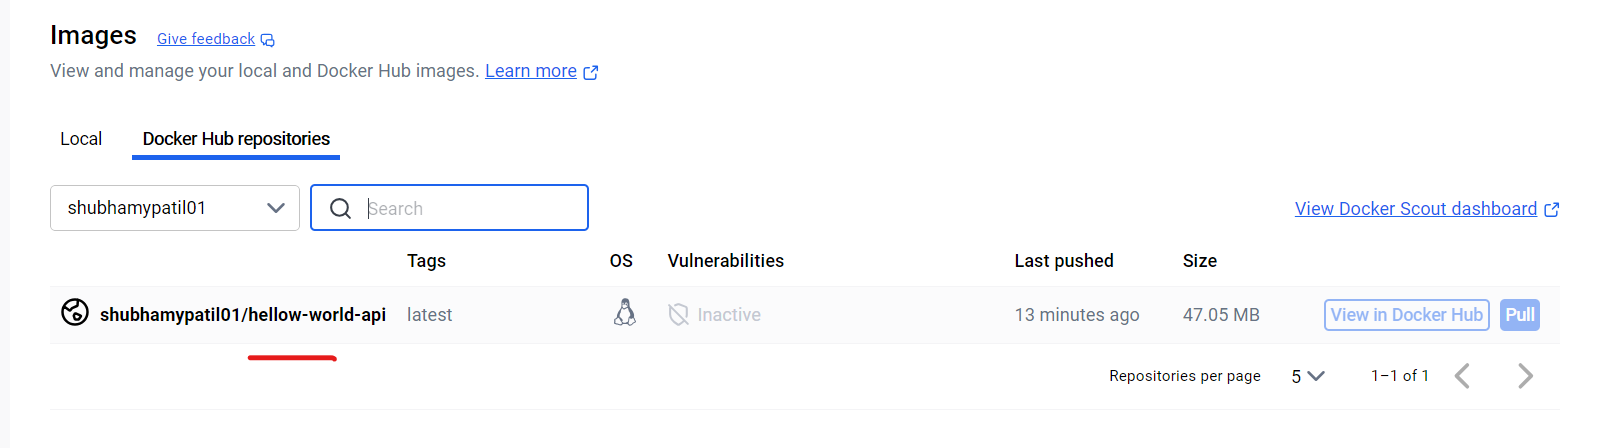 Images Give feedback
View and manage your local and Docker Hub images. Learn more
Local Docker Hub repositories
shubhamypatil01 Search View Docker Scout dashboard
Tags OS Vulnerabilities Last pushed Size
shubhamypatil01/hellow-world-api latest Inactive 13 minutes ago 47.05 MB View in Docker Hub Pull
Repositories per page 5 1–1 of 1